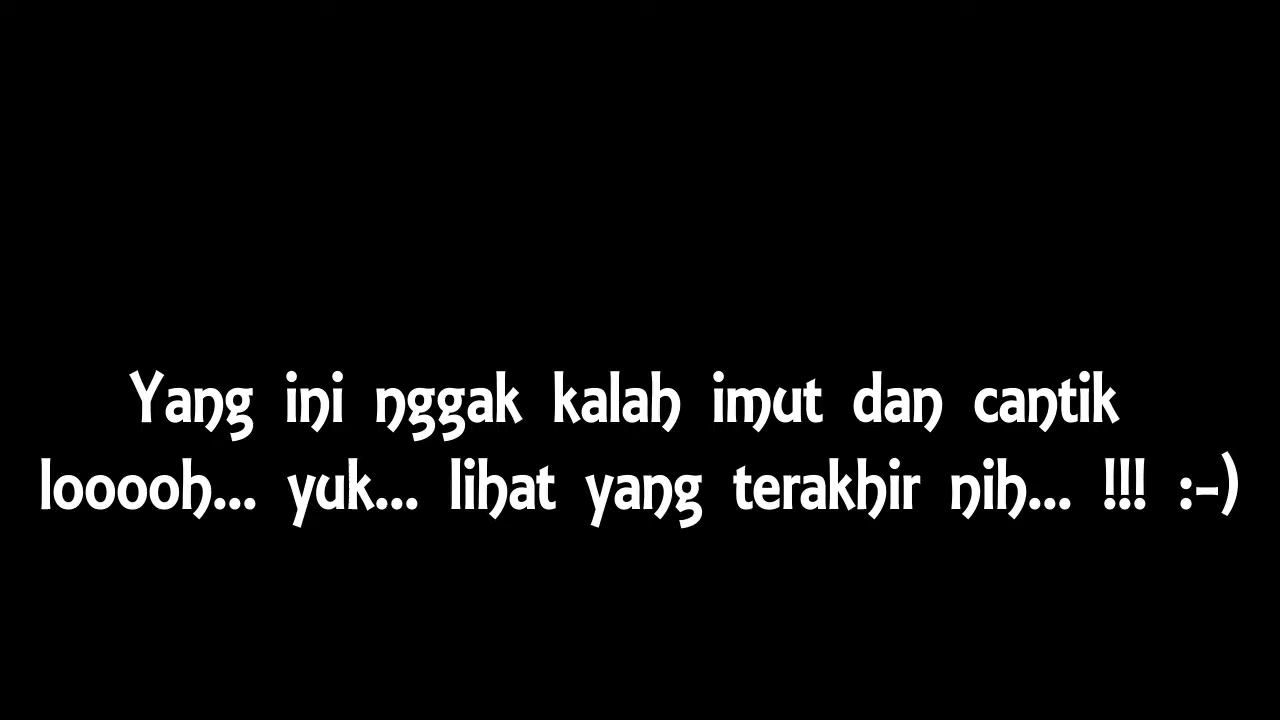 Yang ini nggak kalah imut dan cantik
looooh... yuk... lihat yang terakhir nih... !!! :-)